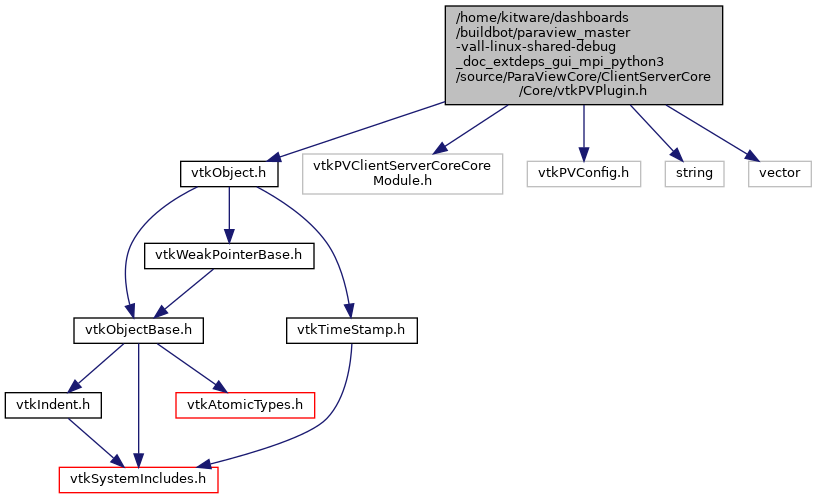 /home/kitware/dashboards
/buildbot/paraview_master
-vall-linux-shared-debug
_doc_extdeps_gui_mpi_python3
/source/ParaViewCore/ClientServerCore
/Core/vtkPVPlugin.h
vtkObject.h
vtkPVClientServerCoreCore
Module.h
vtkPVConfig.h
string
vector
vtkWeakPointerBase.h
vtkObjectBase.h
vtkTimeStamp.h
vtkIndent.h
vtkAtomicTypes.h
vtkSystemIncludes.h